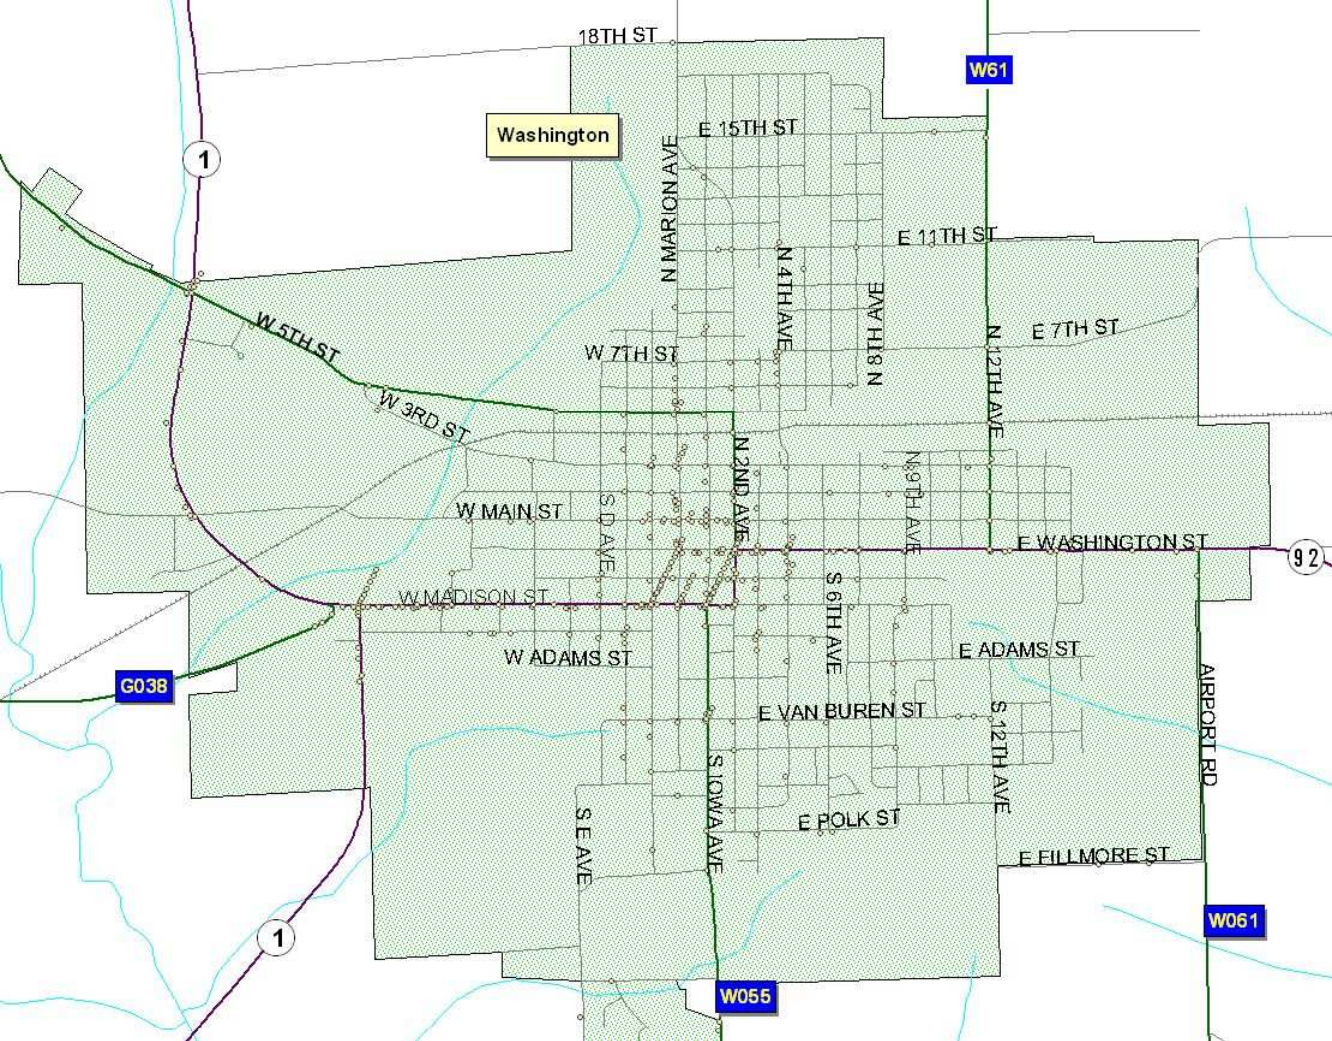 18TH ST
W61
Washington
E 15TH ST
1
N MARION AVE
E 11TH ST
N 4TH AVE
N 8TH AVE
W 5TH ST
E 7TH ST
W 7TH ST
N 12TH AVE
W 3RD ST
N 2ND AVE
N 9TH AVE
W MAIN ST
S D AVE
E WASHINGTON ST
92
W MADISON ST
S 6TH AVE
W ADAMS ST
E ADAMS ST
G038
AIRPORT RD
E VAN BUREN ST
S 12TH AVE
S IOWA AVE
S E AVE
E POLK ST
E FILLMORE ST
W061
1
W055